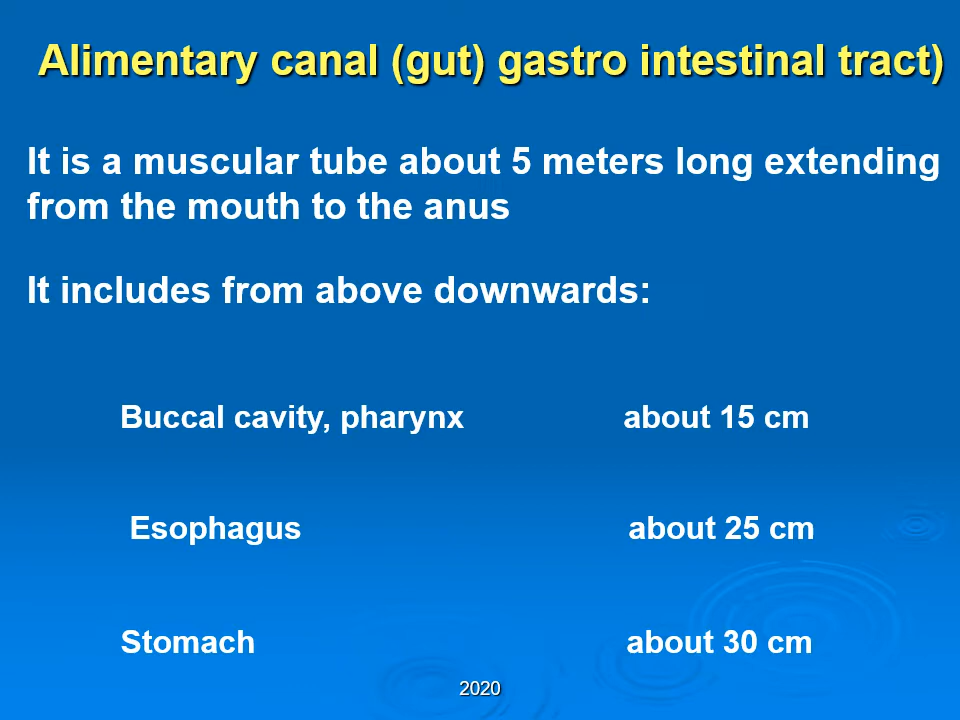 Alimentary canal (gut) gastro intestinal tract)
It is a muscular tube about 5 meters long extending
from the mouth to the anus
It includes from above downwards:
Buccal cavity, pharynx about 15 cm
Esophagus about 25 cm
Stomach about 30 cm
2020